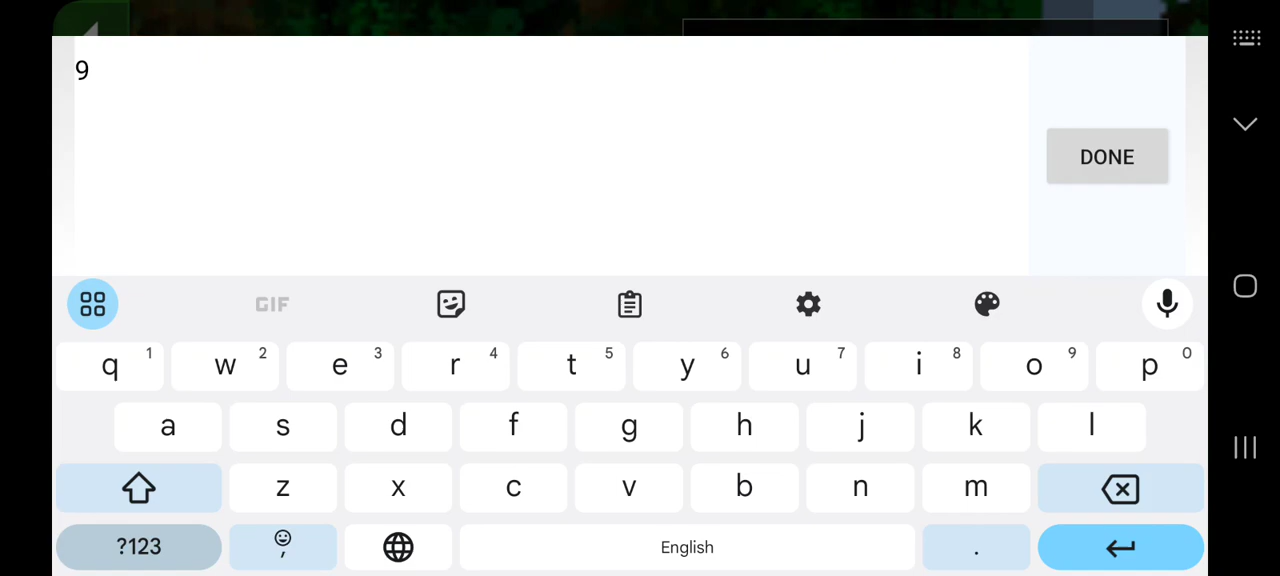 9
DONE
GIF
q 1 w 2 e 3 r 4 t 5 y 6 u 7 i 8 o 9 p 0
a s d f g h j k l
z x c v b n m
?123 , English .